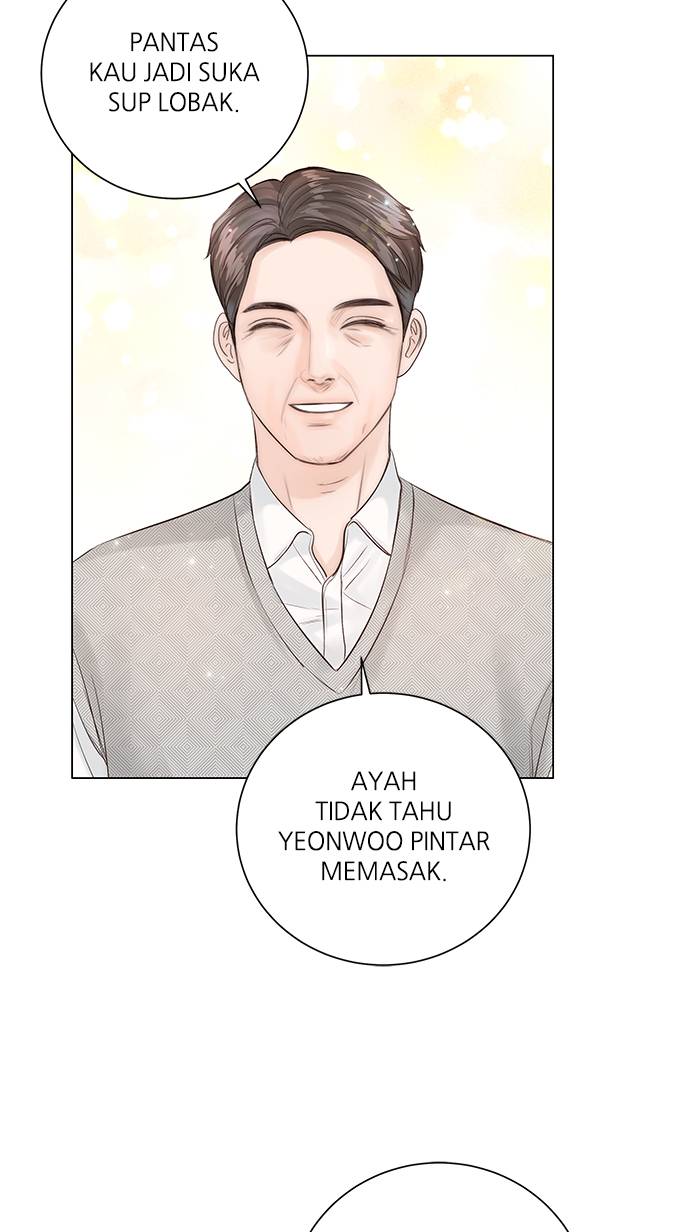 PANTAS
KAU JADI SUKA
SUP LOBAK.
AYAH
TIDAK TAHU
YEONWOO PINTAR
MEMASAK.